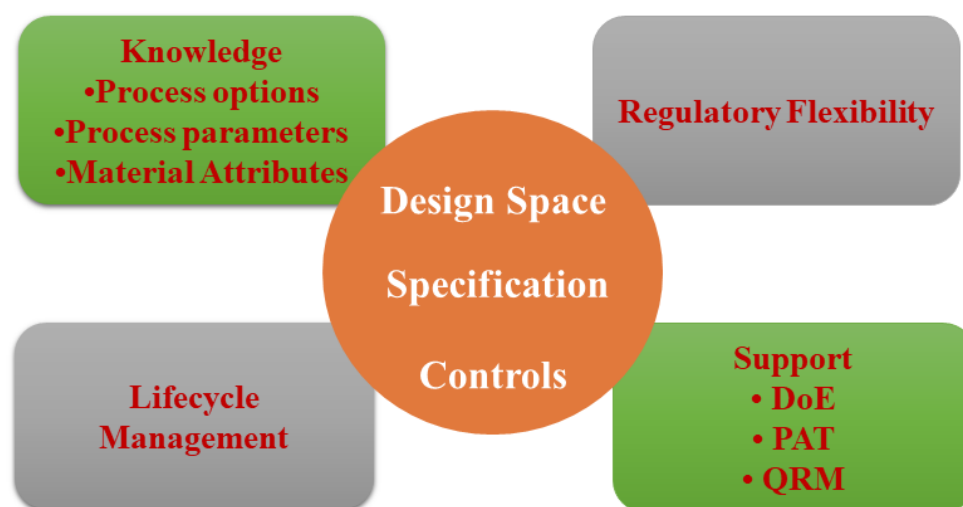 Knowledge
•Process options
•Process parameters
•Material Attributes
Regulatory Flexibility
Design Space
Specification
Controls
Lifecycle
Management
Support
• DoE
• PAT
• QRM